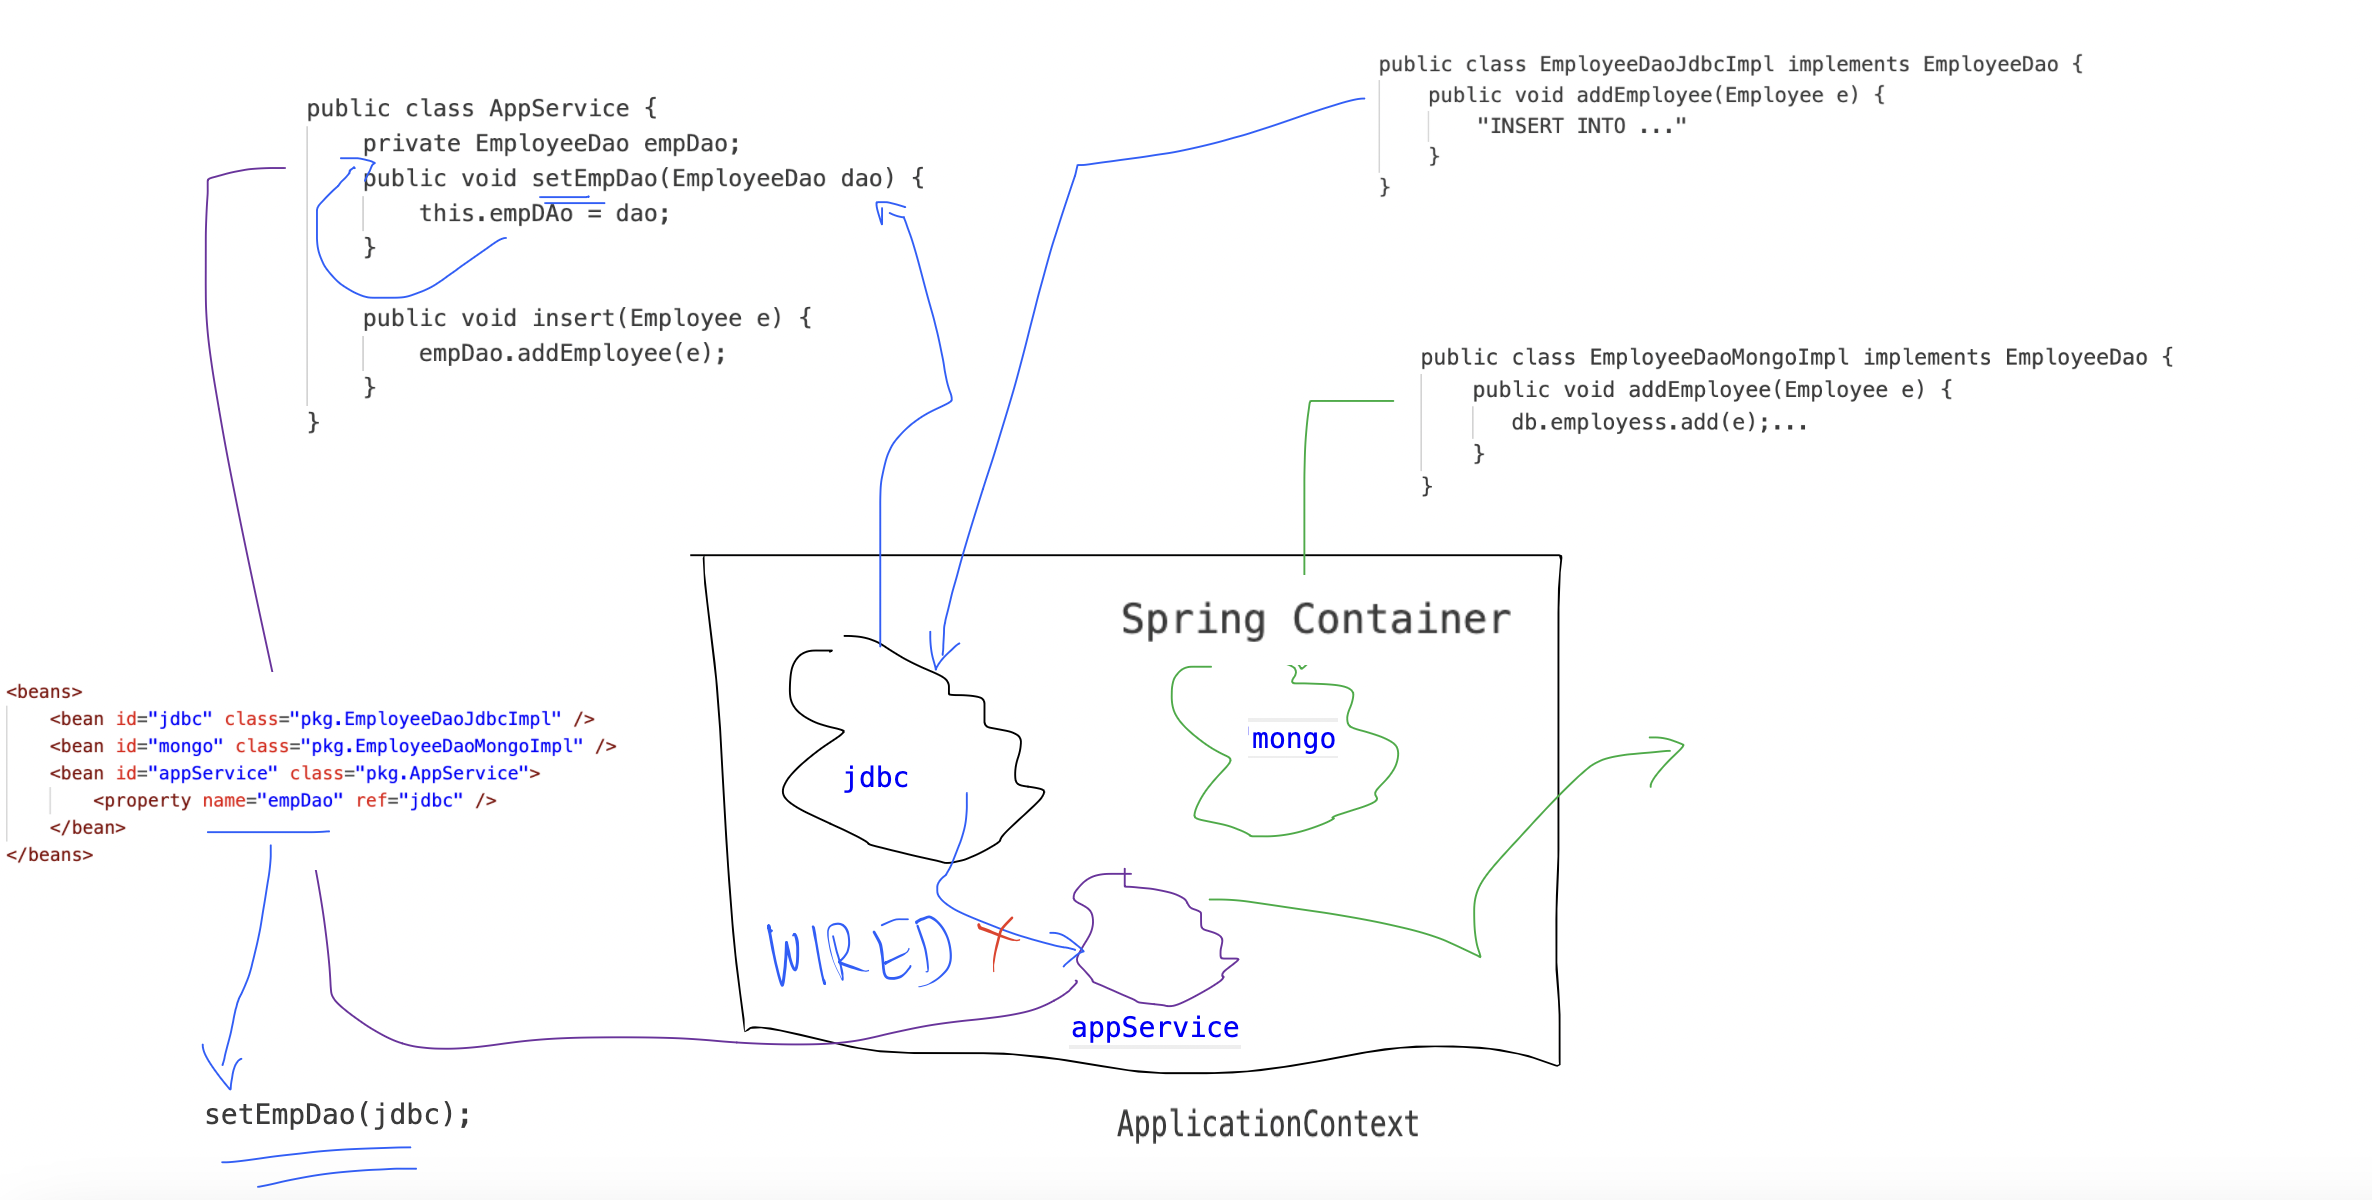 public class AppService {
private EmployeeDao empDao;
public void setEmpDao(EmployeeDao dao) {
this.empDAo = dao;
}
public void insert(Employee e) {
empDao.addEmployee(e);
}
}
public class EmployeeDaoJdbcImpl implements EmployeeDao {
public void addEmployee(Employee e) {
"INSERT INTO ..."
}
}
public class EmployeeDaoMongoImpl implements EmployeeDao {
public void addEmployee(Employee e) {
db.employess.add(e);...
}
}
<beans>
<bean id="jdbc" class="pkg.EmployeeDaoJdbcImpl" />
<bean id="mongo" class="pkg.EmployeeDaoMongoImpl" />
<bean id="appService" class="pkg.AppService">
<property name="empDao" ref="jdbc" />
</bean>
</beans>
setEmpDao(jdbc);
Spring Container
jdbc
mongo
WIRED
appService
ApplicationContext